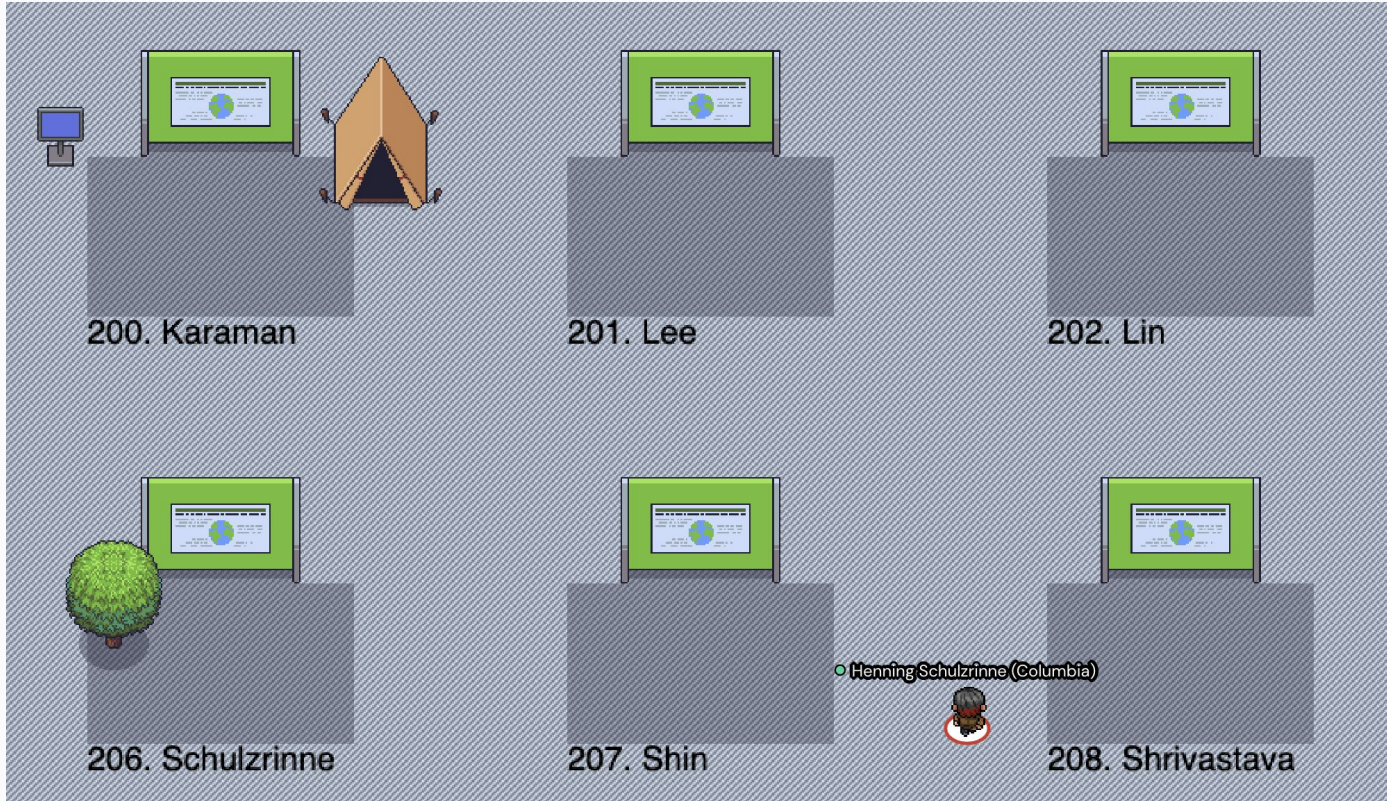 200. Karaman
201. Lee
202. Lin
Henning Schulzrinne (Columbia)
206. Schulzrinne
207. Shin
208. Shrivastava